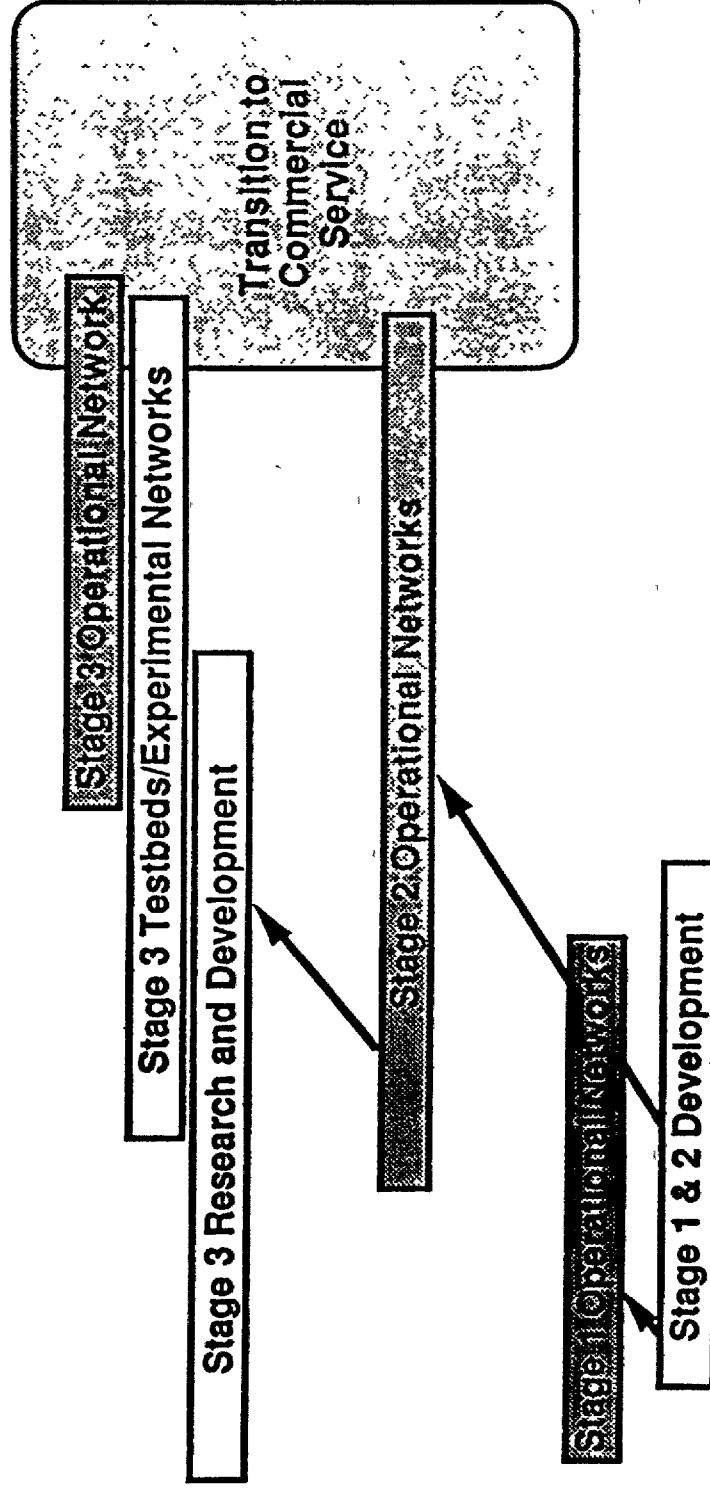 Stage 3 Operational Network
Stage 3 Testbeds/Experimental Networks
Stage 3 Research and Development
Stage 2 Operational Networks
Stage 1 Operational Networks
Stage 1 & 2 Development
Transition to
Commercial
Service